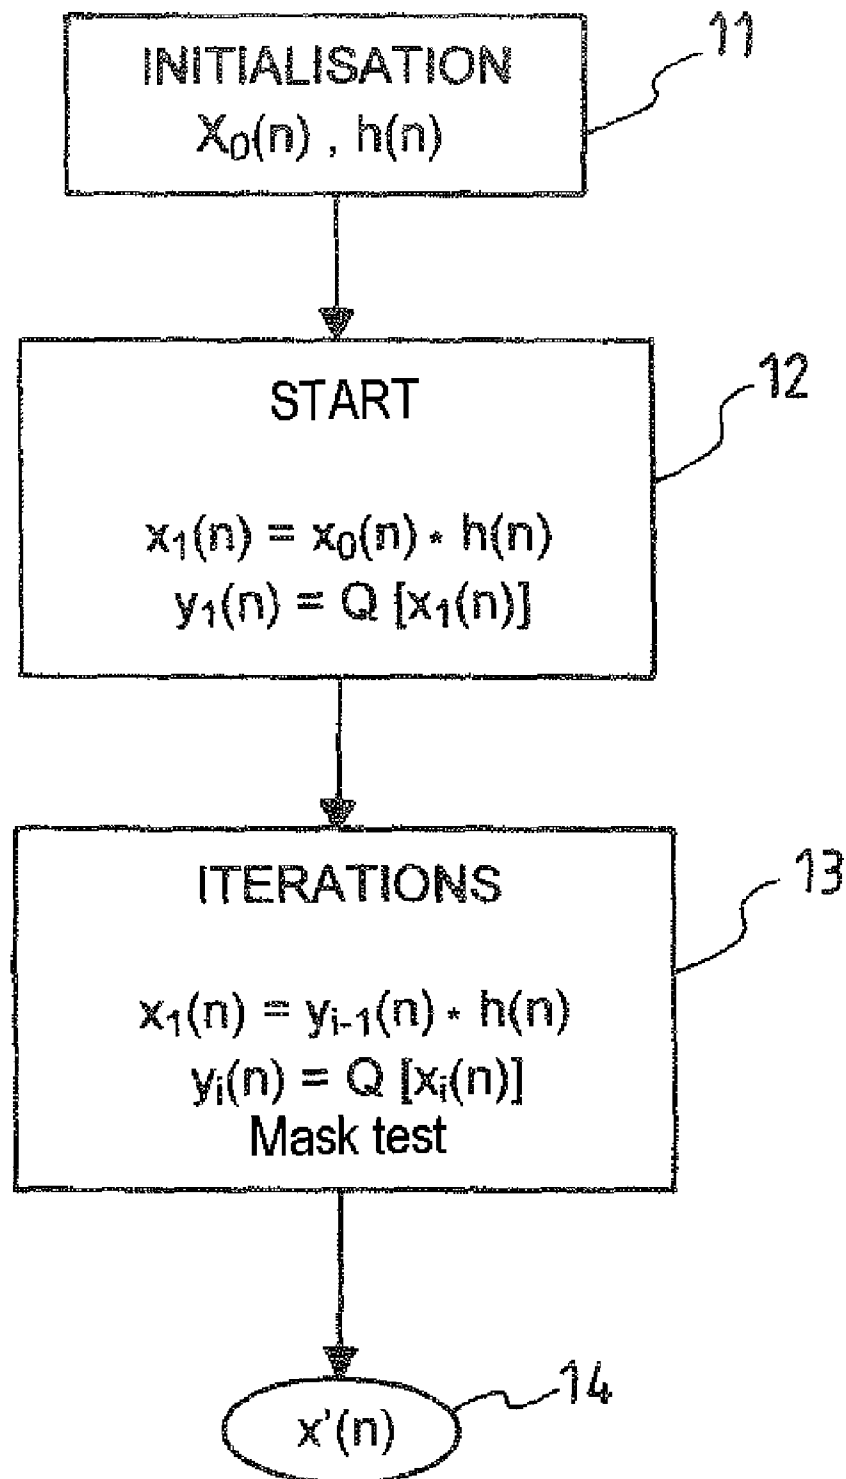 INITIALISATION
X₀(n) , h(n)
11
START
x₁(n) = x₀(n) * h(n)
y₁(n) = Q [x₁(n)]
12
ITERATIONS
x₁(n) = yᵢ₋₁(n) * h(n)
yᵢ(n) = Q [xᵢ(n)]
Mask test
13
x'(n)
14